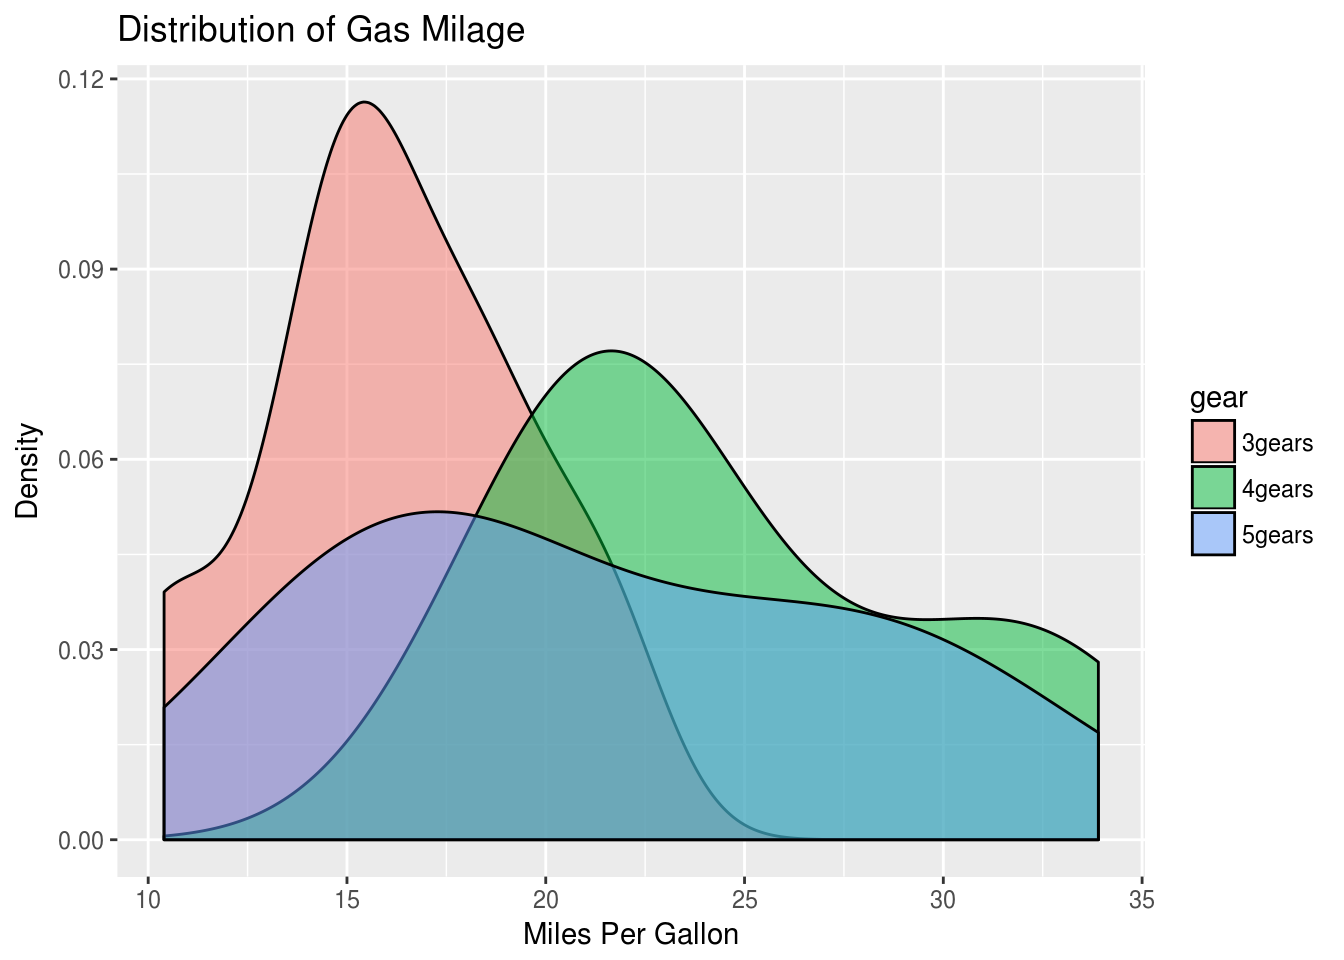 Distribution of Gas Milage
Density
0.12
0.09
0.06
0.03
0.00
10 15 20 25 30 35
Miles Per Gallon
gear
3gears
4gears
5gears